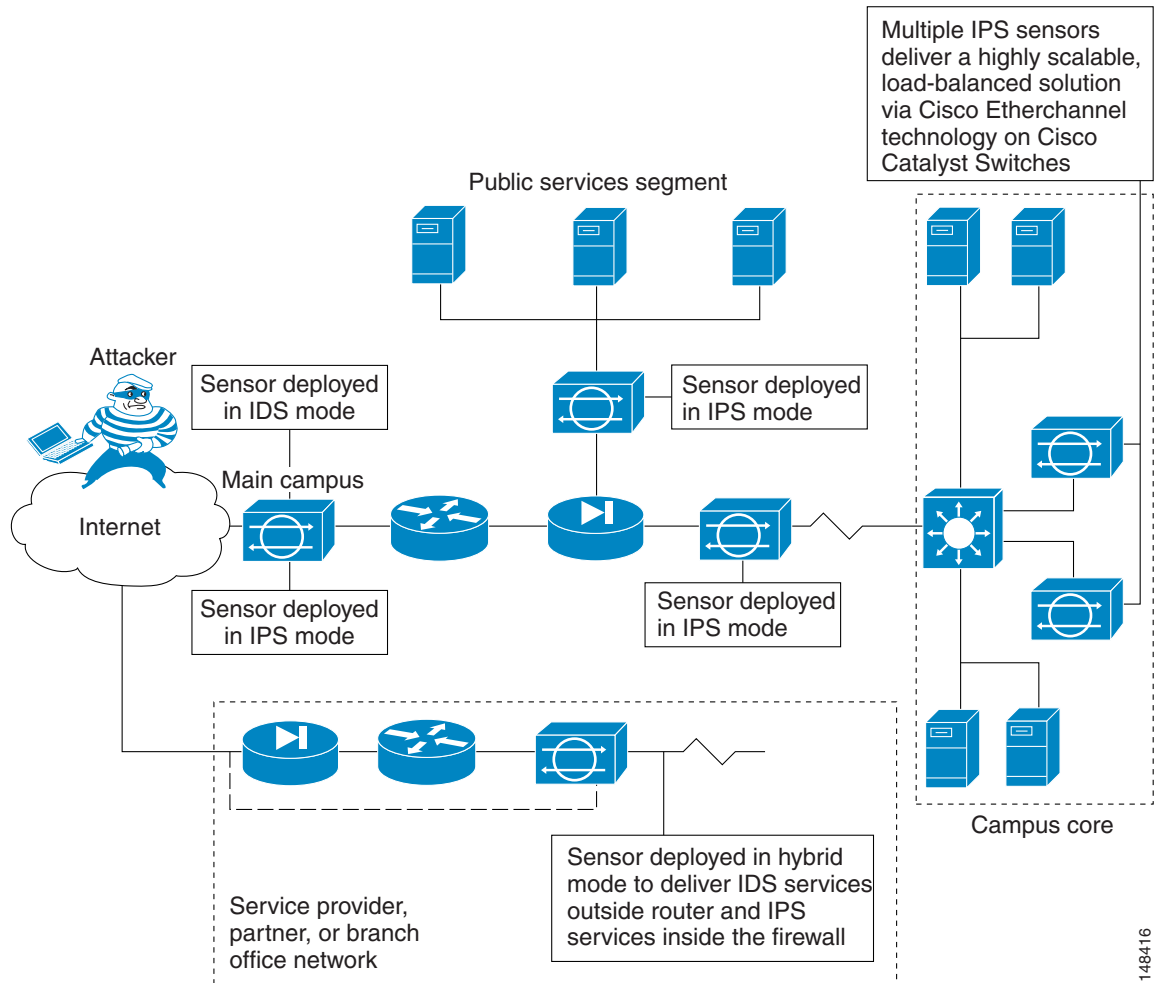 Multiple IPS sensors
deliver a highly scalable,
load-balanced solution
via Cisco Etherchannel
technology on Cisco
Catalyst Switches
Public services segment
Attacker
Sensor deployed
in IDS mode
Sensor deployed
in IPS mode
Main campus
Internet
Sensor deployed
in IPS mode
Sensor deployed
in IPS mode
Campus core
Sensor deployed in hybrid
mode to deliver IDS services
outside router and IPS
services inside the firewall
Service provider,
partner, or branch
office network
148416